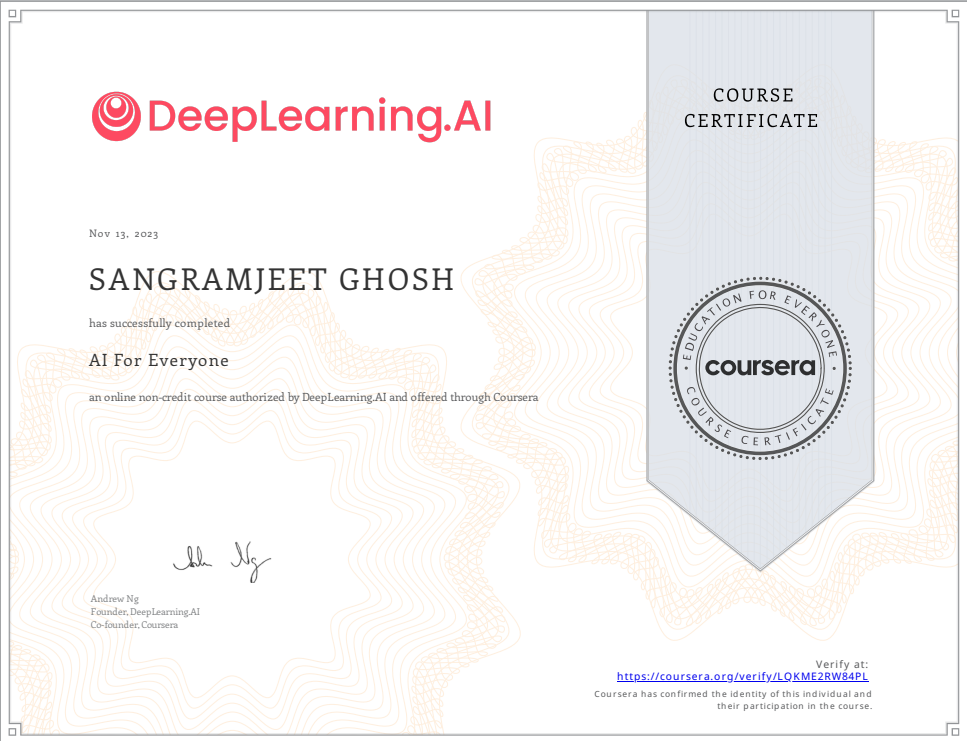 DeepLearning.AI
COURSE
CERTIFICATE
Nov 13, 2023
SANGRAMJEET GHOSH
has successfully completed
AI For Everyone
an online non-credit course authorized by DeepLearning.AI and offered through Coursera
EDUCATION FOR EVERYONE
coursera
COURSE CERTIFICATE
Andrew Ng
Founder, DeepLearning.AI
Co-founder, Coursera
Verify at:
https://coursera.org/verify/LQKME2RW84PL
Coursera has confirmed the identity of this individual and
their participation in the course.